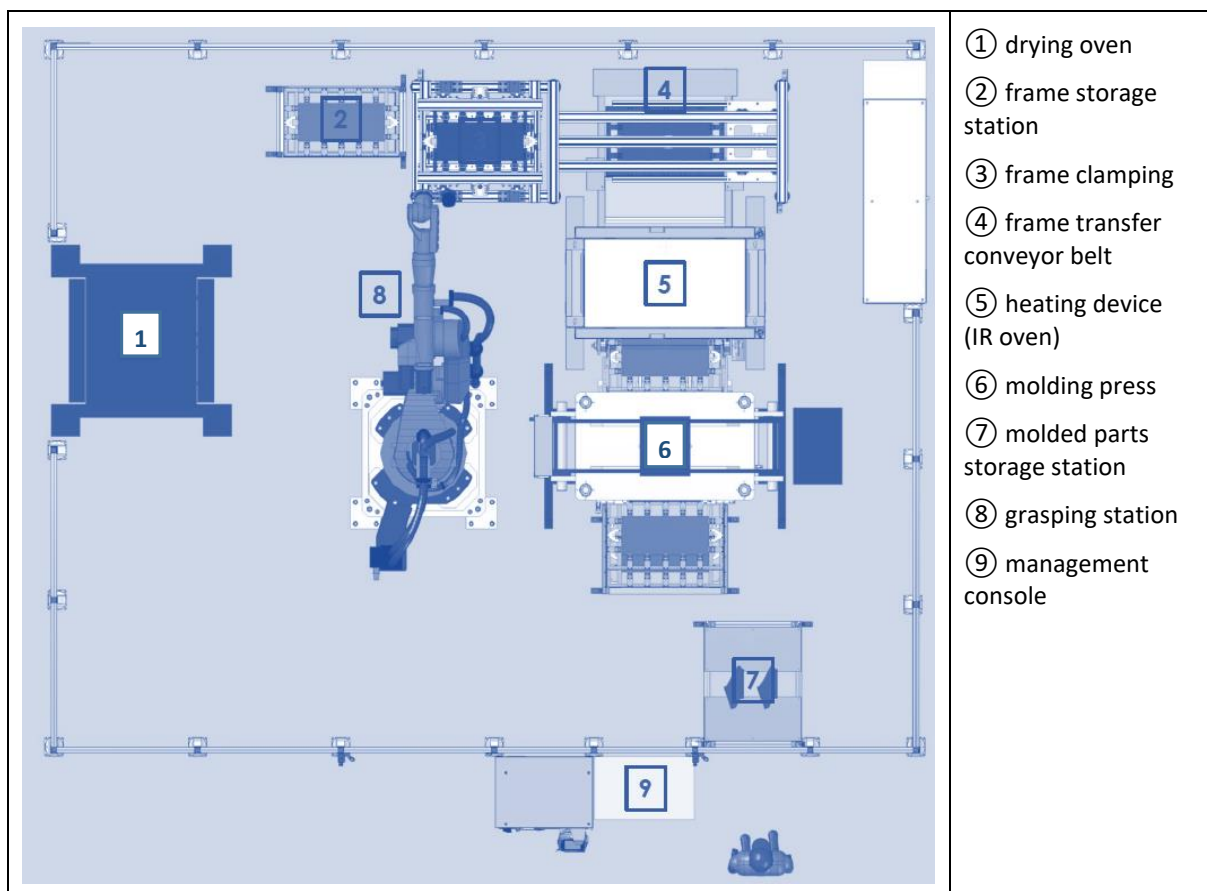 2
4
8
5
1
6
7
9
① drying oven
② frame storage
station
③ frame clamping
④ frame transfer
conveyor belt
⑤ heating device
(IR oven)
⑥ molding press
⑦ molded parts
storage station
⑧ grasping station
⑨ management
console